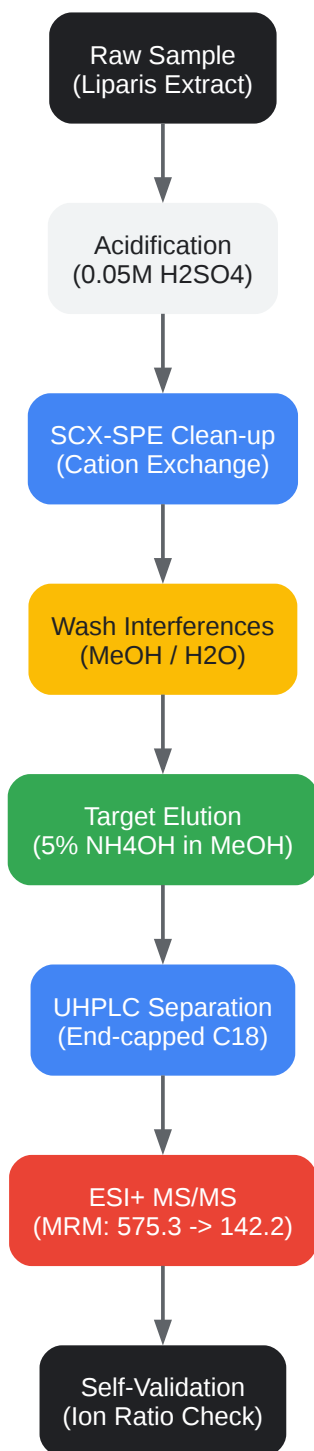 Raw Sample
(Liparis Extract)
Acidification
(0.05M H2SO4)
SCX-SPE Clean-up
(Cation Exchange)
Wash Interferences
(MeOH / H2O)
Target Elution
(5% NH4OH in MeOH)
UHPLC Separation
(End-capped C18)
ESI+ MS/MS
(MRM: 575.3 -> 142.2)
Self-Validation
(Ion Ratio Check)